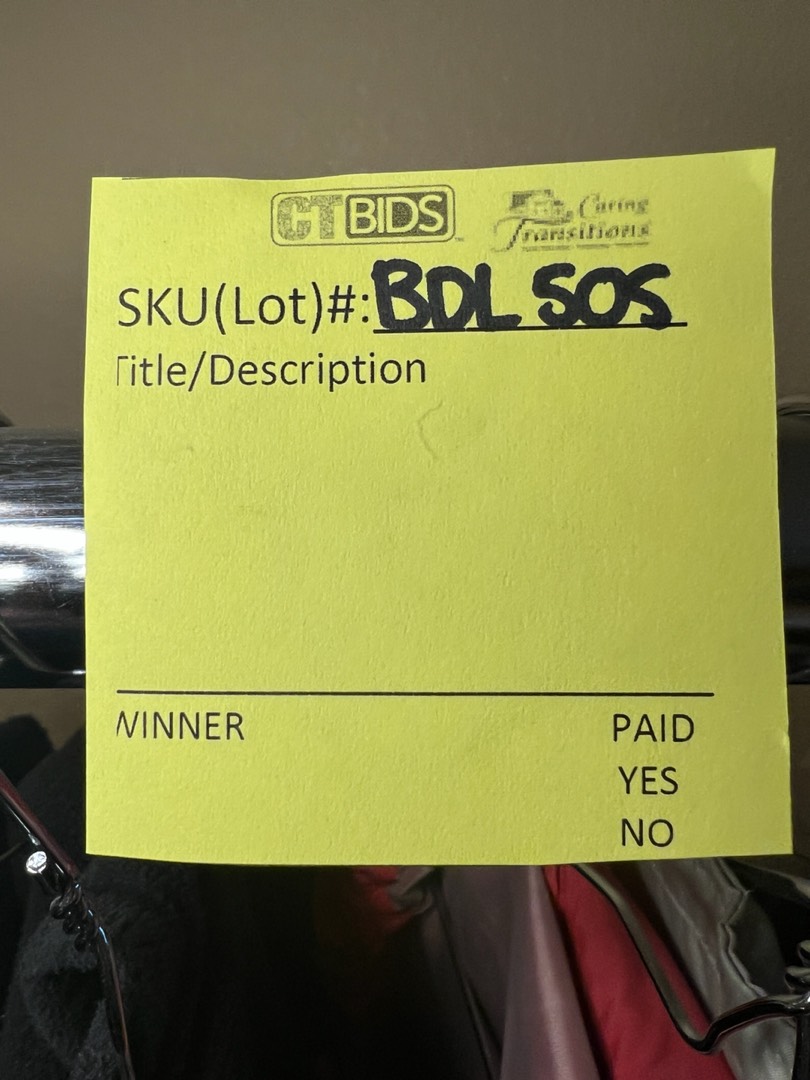 CT BIDS
Caring
Transitions
SKU(Lot)#:BDL SOS
Title/Description
WINNER PAID
YES
NO